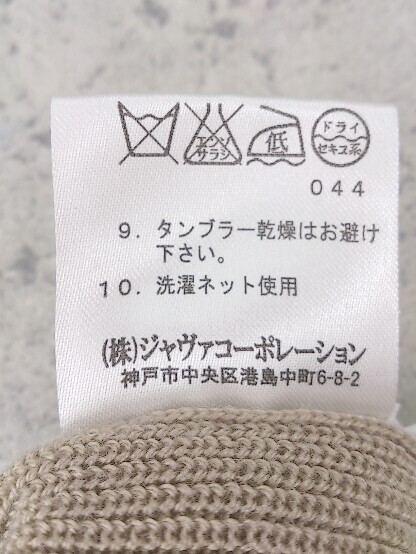 エンソ
サラシ
低
ドライ
セキユ系
044
9. タンブラー乾燥はお避け
下さい。
10. 洗濯ネット使用
(株)ジャヴァコーポレーション
神戸市中央区港島中町6-8-2